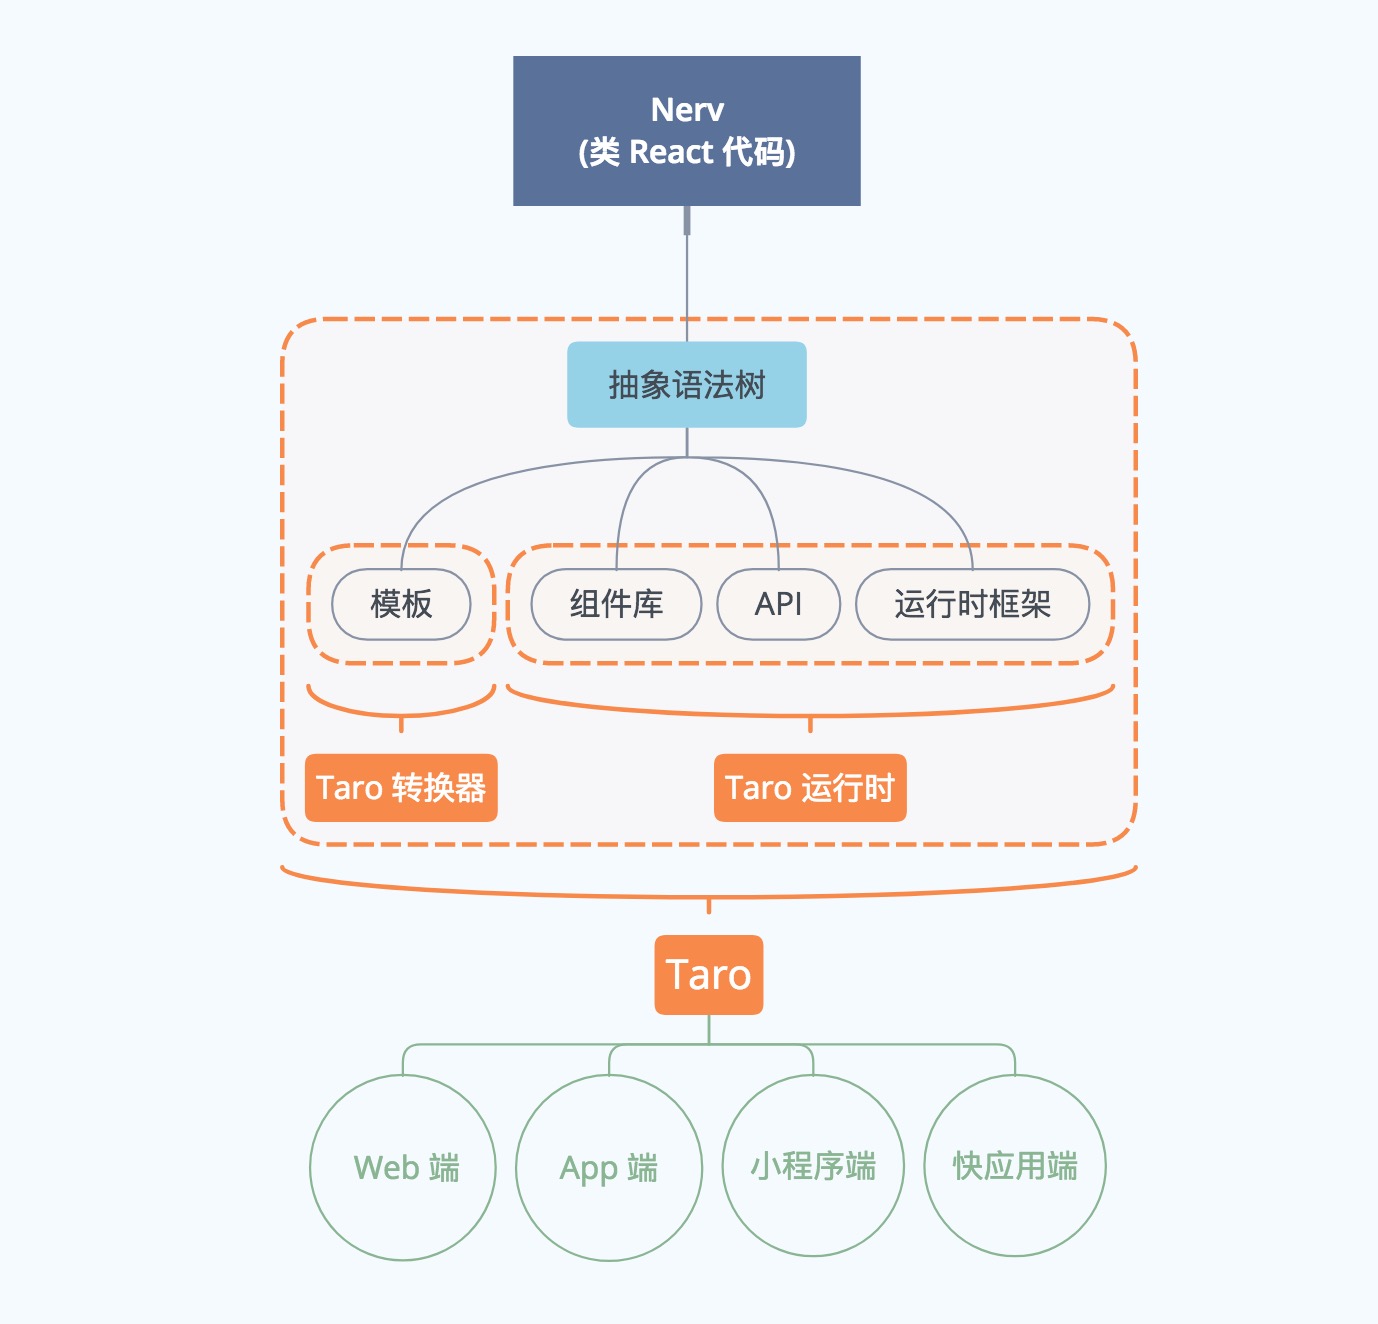 Nerv
(类 React 代码)
抽象语法树
模板
组件库
API
运行时框架
Taro 转换器
Taro 运行时
Taro
Web 端
App 端
小程序端
快应用端